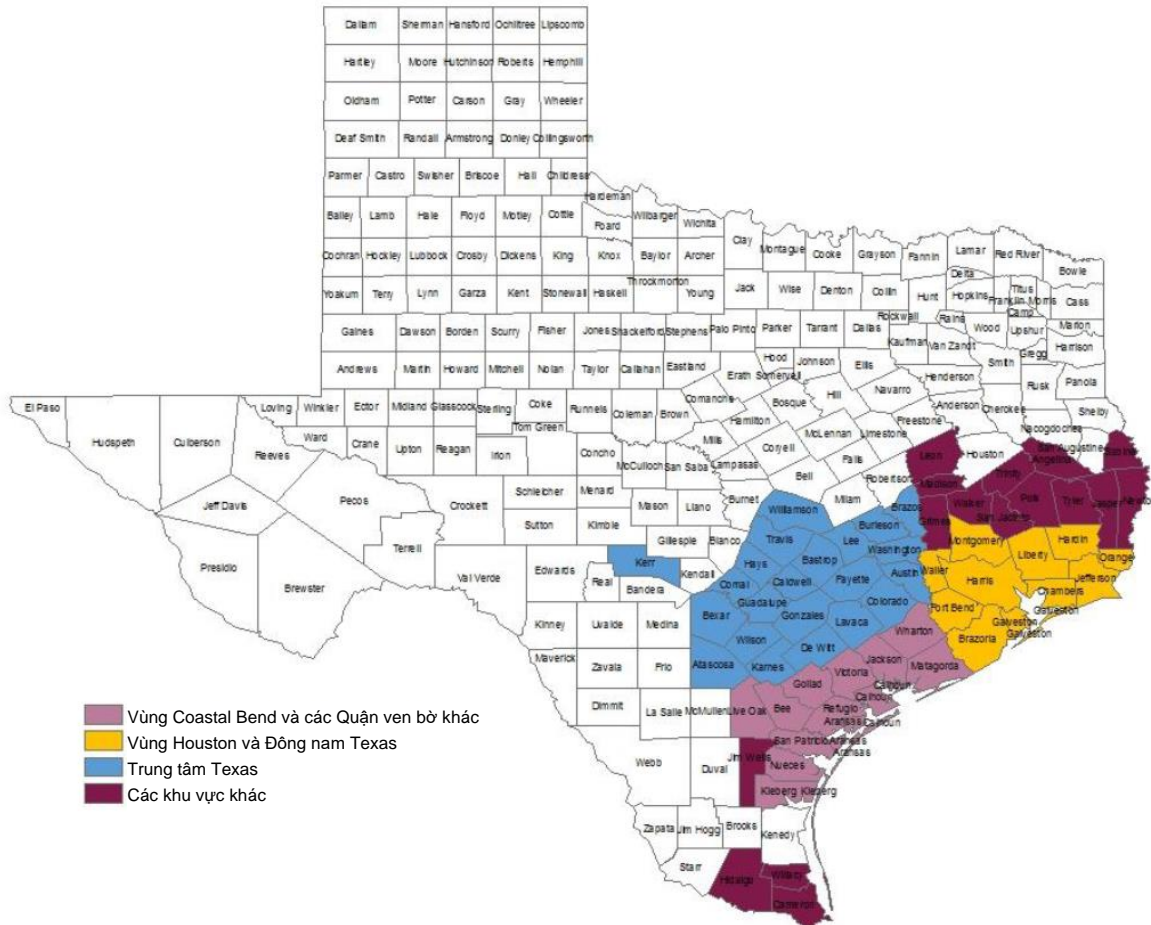 Dallam Sherman Hansford Ochiltree Lipscomb
Hartley Moore Hutchinson Roberts Hemphill
Oldham Potter Carson Gray Wheeler
Deaf Smith Randall Armstrong Donley Collingsworth
Parmer Castro Swisher Briscoe Hall Childress
Hardeman
Bailey Lamb Hale Floyd Motley Cottle Foard Wilbarger Wichita
Clay Montague Cooke Grayson Fannin Lamar Red River Bowie
Cochran Hockley Lubbock Crosby Dickens King Knox Baylor Archer
Delta Titus
Yoakum Terry Lynn Garza Kent Stonewall Haskell Throckmorton Young Jack Wise Denton Collin Hunt Hopkins Franklin Morris Cass
Rockwall Rains Camp
Gaines Dawson Borden Scurry Fisher Jones Shackelford Stephens Palo Pinto Parker Tarrant Dallas Kaufman Van Zandt Wood Upshur Marion
Gregg Harrison
Andrews Martin Howard Mitchell Nolan Taylor Callahan Eastland Erath Hood Somervell Johnson Ellis Henderson Smith Rusk Panola
El Paso Hudspeth Culberson Loving Winkler Ector Midland Glasscock Sterling Coke Runnels Coleman Brown Comanche Bosque Hill Navarro Anderson Cherokee Shelby
Reeves Ward Crane Upton Reagan Irion Tom Green Concho Mills Hamilton McLennan Limestone Freestone Nacogdoches
McCulloch San Saba Lampasas Coryell Falls Leon Houston San Augustine Sabine
Jeff Davis Pecos Crockett Schleicher Menard Bell Robertson Madison Trinity Angelina
Mason Llano Burnet Milam Brazos Walker Polk Tyler Jasper Newton
Presidio Brewster Terrell Sutton Kimble Williamson Burleson Grimes San Jacinto
Gillespie Blanco Travis Lee Washington Montgomery Hardin
Val Verde Edwards Kerr Kendall Hays Bastrop Waller Liberty Orange
Real Bandera Comal Caldwell Fayette Austin Harris Jefferson
Guadalupe Colorado Chambers
Kinney Uvalde Medina Bexar Gonzales Lavaca Fort Bend Galveston
Wilson Wharton Brazoria Galveston Galveston
Maverick Zavala Frio Atascosa Karnes De Witt Jackson Matagorda
Victoria Calhoun
Goliad Calhoun
Dimmit La Salle McMullen Live Oak Bee Refugio Calhoun
Aransas
San Patricio Aransas
Aransas
Webb Duval Jim Wells Nueces
Kleberg Kleberg
Zapata Jim Hogg Brooks Kenedy
Starr Hidalgo Willacy
Cameron
Vùng Coastal Bend và các Quận ven bờ khác
Vùng Houston và Đông nam Texas
Trung tâm Texas
Các khu vực khác